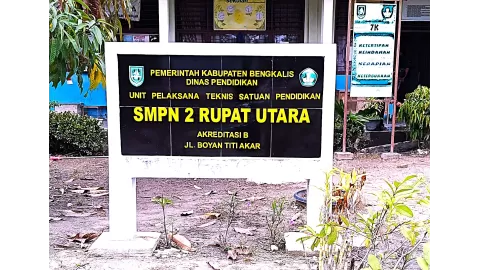 PEMERINTAH KABUPATEN BENGKALIS
DINAS PENDIDIKAN
UNIT PELAKSANA TEKNIS SATUAN PENDIDIKAN
SMPN 2 RUPAT UTARA
AKREDITASI B
JL. BOYAN TITI AKAR
7K
KETERTIBAN
KEINDAHAN